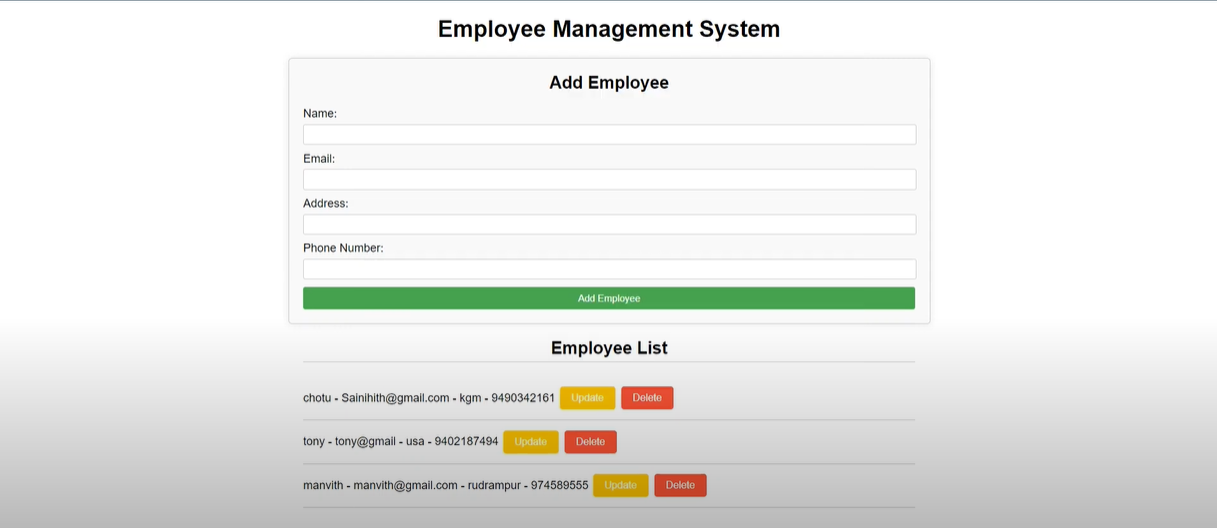 Employee Management System
Add Employee
Name:
Email:
Address:
Phone Number:
Add Employee
Employee List
chotu - Sainihith@gmail.com - kgm - 9490342161 Update Delete
tony - tony@gmail - usa - 9402187494 Update Delete
manvith - manvith@gmail.com - rudrampur - 974589555 Update Delete